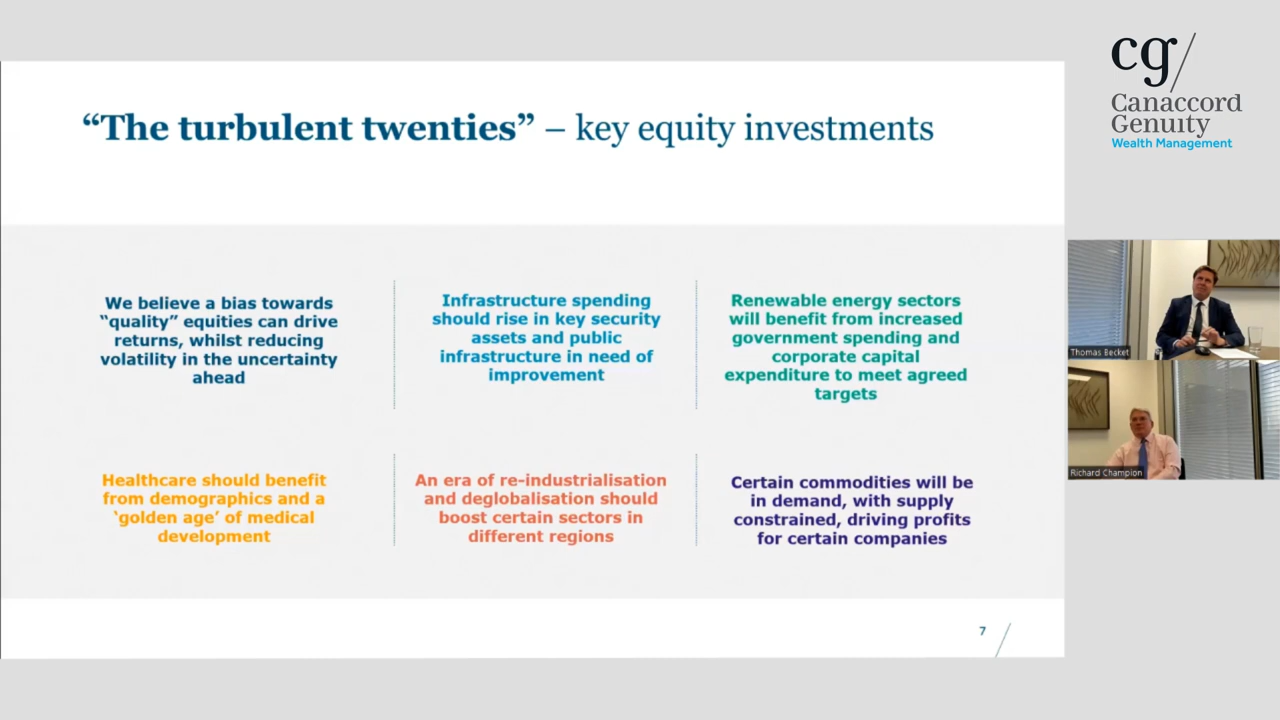 “The turbulent twenties” – key equity investments
We believe a bias towards
“quality” equities can drive
returns, whilst reducing
volatility in the uncertainty
ahead
Infrastructure spending
should rise in key security
assets and public
infrastructure in need of
improvement
Renewable energy sectors
will benefit from increased
government spending and
corporate capital
expenditure to meet agreed
targets
Healthcare should benefit
from demographics and a
‘golden age’ of medical
development
An era of re-industrialisation
and deglobalisation should
boost certain sectors in
different regions
Certain commodities will be
in demand, with supply
constrained, driving profits
for certain companies
7
cg/
Canaccord
Genuity
Wealth Management
Thomas Becket
Richard Champion